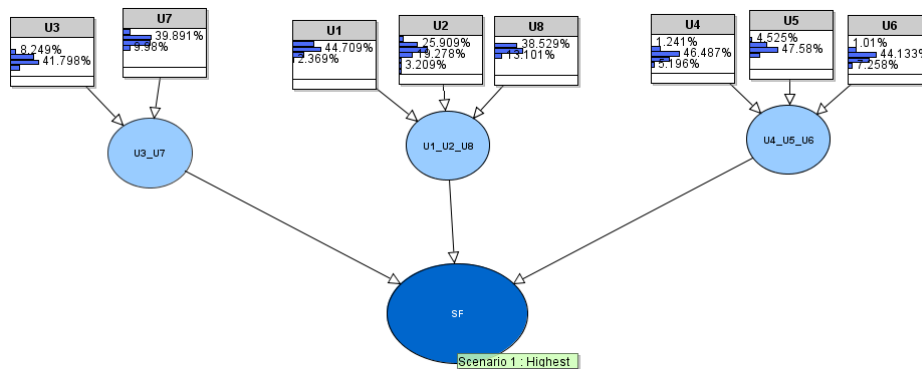 U3
8.249%
41.798%
U7
39.891%
9.98%
U1
44.709%
2.369%
U2
25.909%
19.278%
3.209%
U8
38.529%
13.101%
U4
1.241%
46.487%
5.196%
U5
4.525%
47.58%
U6
1.01%
44.133%
7.258%
U3_U7
U1_U2_U8
U4_U5_U6
SF
Scenario 1 : Highest